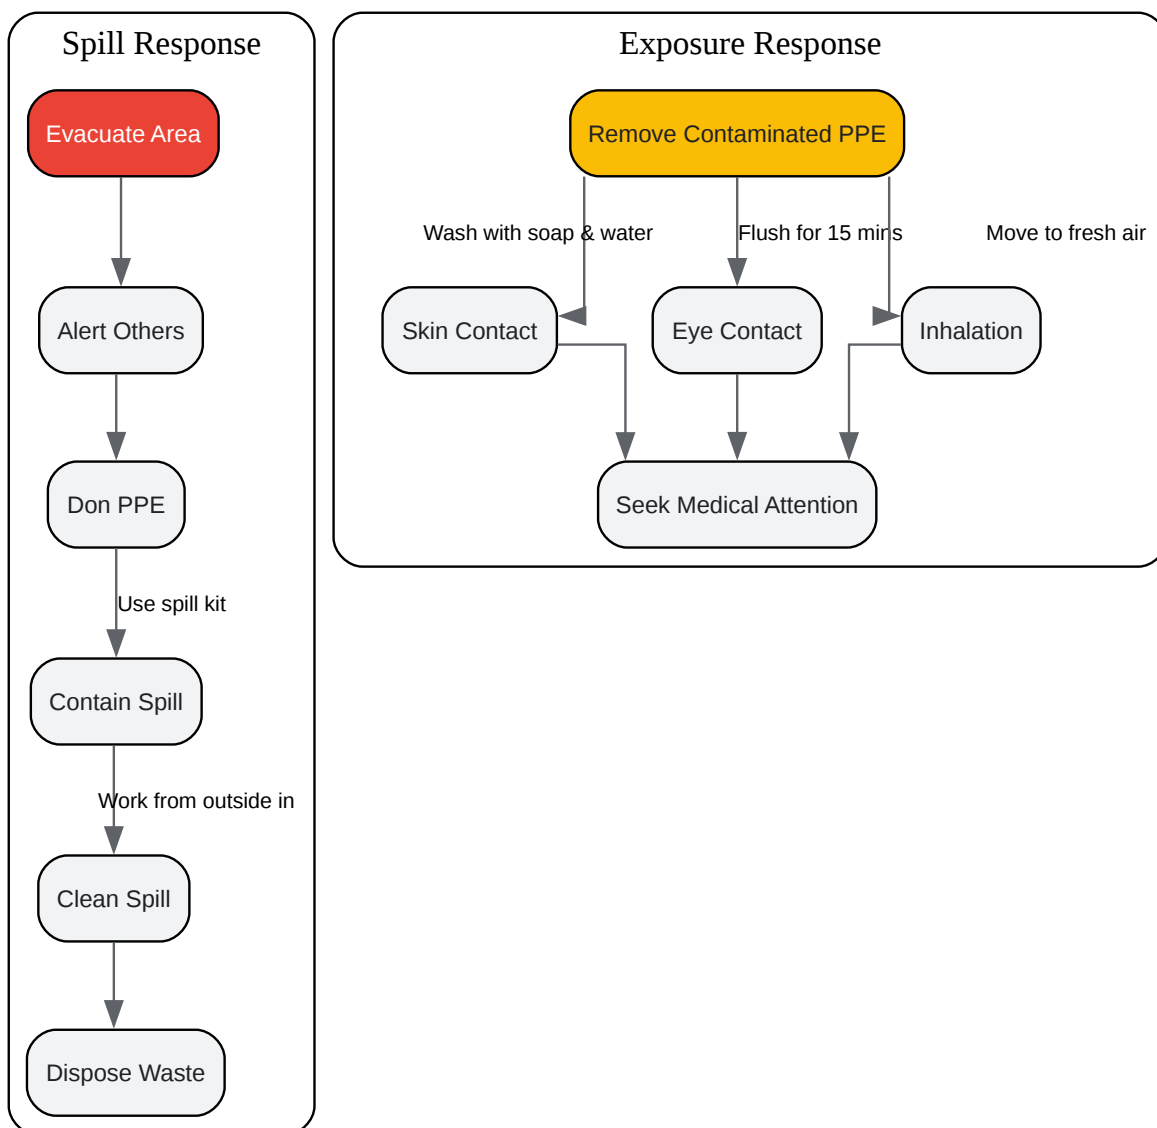 Spill Response
Evacuate Area
Alert Others
Don PPE
Use spill kit
Contain Spill
Work from outside in
Clean Spill
Dispose Waste
Exposure Response
Remove Contaminated PPE
Wash with soap & water
Flush for 15 mins
Move to fresh air
Skin Contact
Eye Contact
Inhalation
Seek Medical Attention